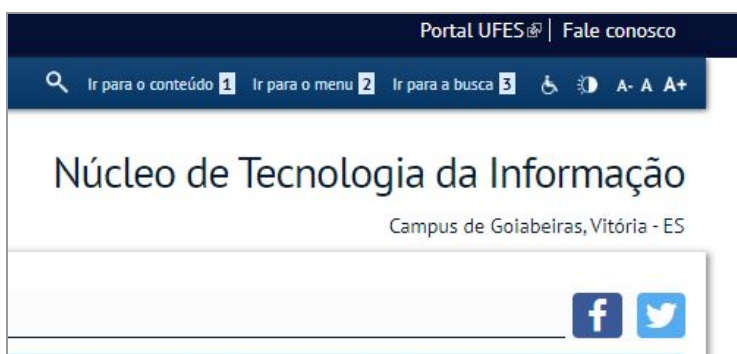 Portal UFES | Fale conosco
Ir para o conteúdo 1 Ir para o menu 2 Ir para a busca 3 A- A A+
Núcleo de Tecnologia da Informação
Campus de Goiabeiras, Vitória - ES